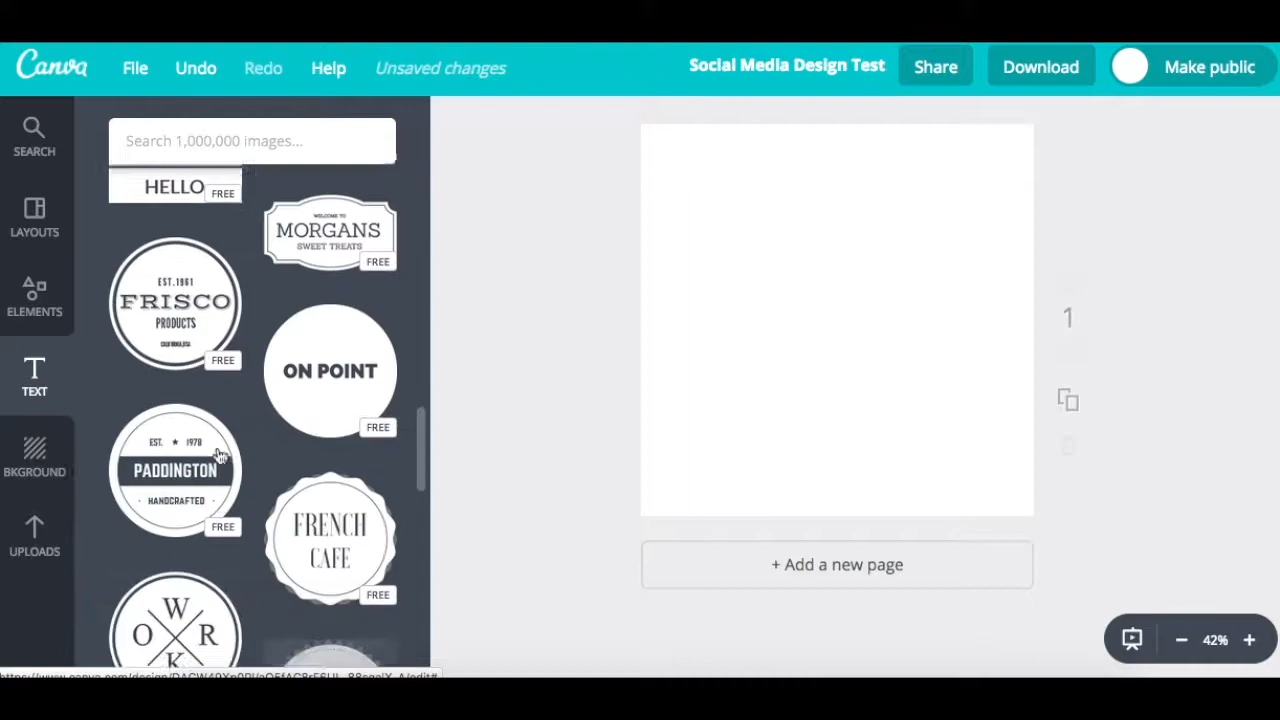 Canva File Undo Redo Help Unsaved changes Social Media Design Test Share Download Make public
SEARCH
LAYOUTS
ELEMENTS
T
TEXT
BKGROUND
UPLOADS
Search 1,000,000 images...
HELLO
FREE
WELCOME TO
MORGANS
SWEET TREATS
FREE
EST.1961
FRISCO
PRODUCTS
CALIFORNIA,USA
FREE
ON POINT
FREE
EST. ★ 1978
PADDINGTON
· HANDCRAFTED ·
FREE
FRENCH
CAFE
FREE
W
O R
K
1
+ Add a new page
− 42% +